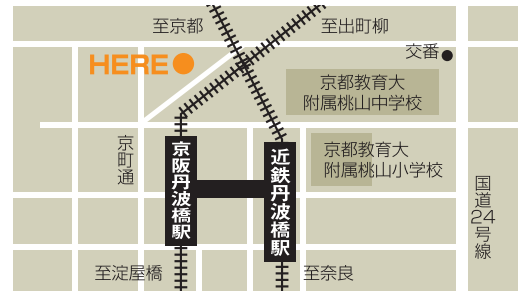 至京都
至出町柳
交番
HERE
京都教育大
附属桃山中学校
京町通
京阪丹波橋駅
近鉄丹波橋駅
京都教育大
附属桃山小学校
国道24号線
至淀屋橋
至奈良